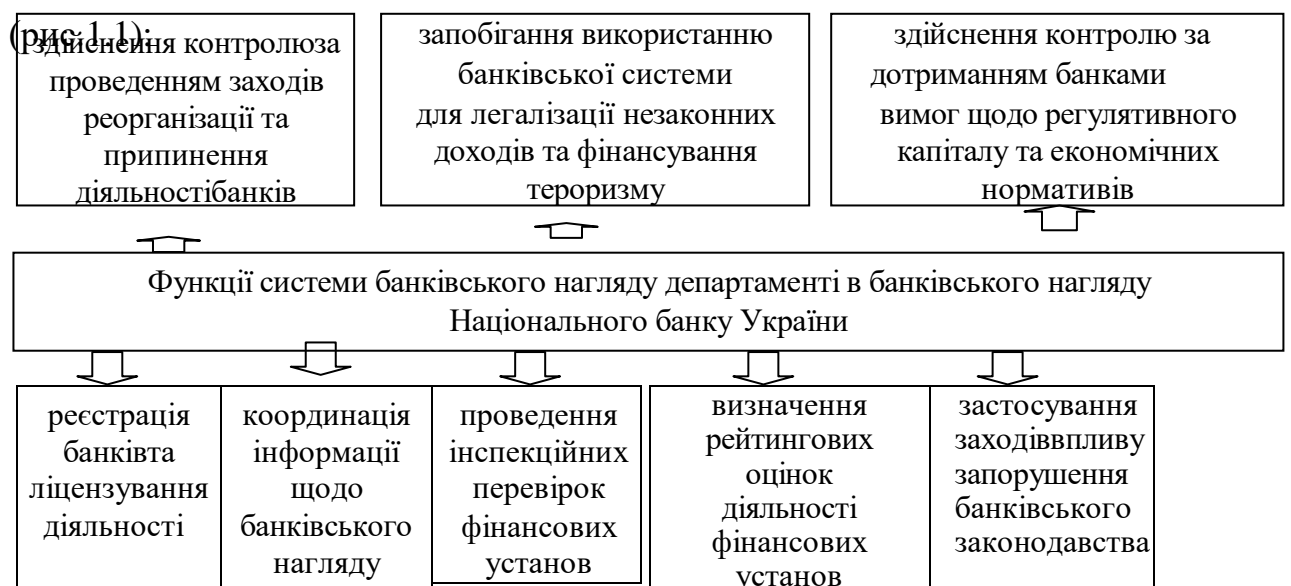 (рис 1.1):
здійснення контролюза
проведенням заходів
реорганізації та
припинення
діяльностібанків
запобігання використанню
банківської системи
для легалізації незаконних
доходів та фінансування
тероризму
здійснення контролю за
дотриманням банками
вимог щодо регулятивного
капіталу та економічних
нормативів
Функції системи банківського нагляду департаменті в банківського нагляду
Національного банку України
реєстрація
банківта
ліцензування
діяльності
координація
інформації
щодо
банківського
нагляду
проведення
інспекційних
перевірок
фінансових
установ
визначення
рейтингових
оцінок
діяльності
фінансових
установ
застосування
заходіввпливу
запорушення
банківського
законодавства